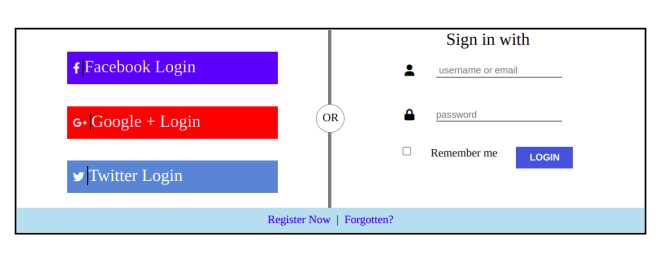 Facebook Login
Google + Login
Twitter Login
OR
Sign in with
username or email
password
Remember me
LOGIN
Register Now | Forgotten?